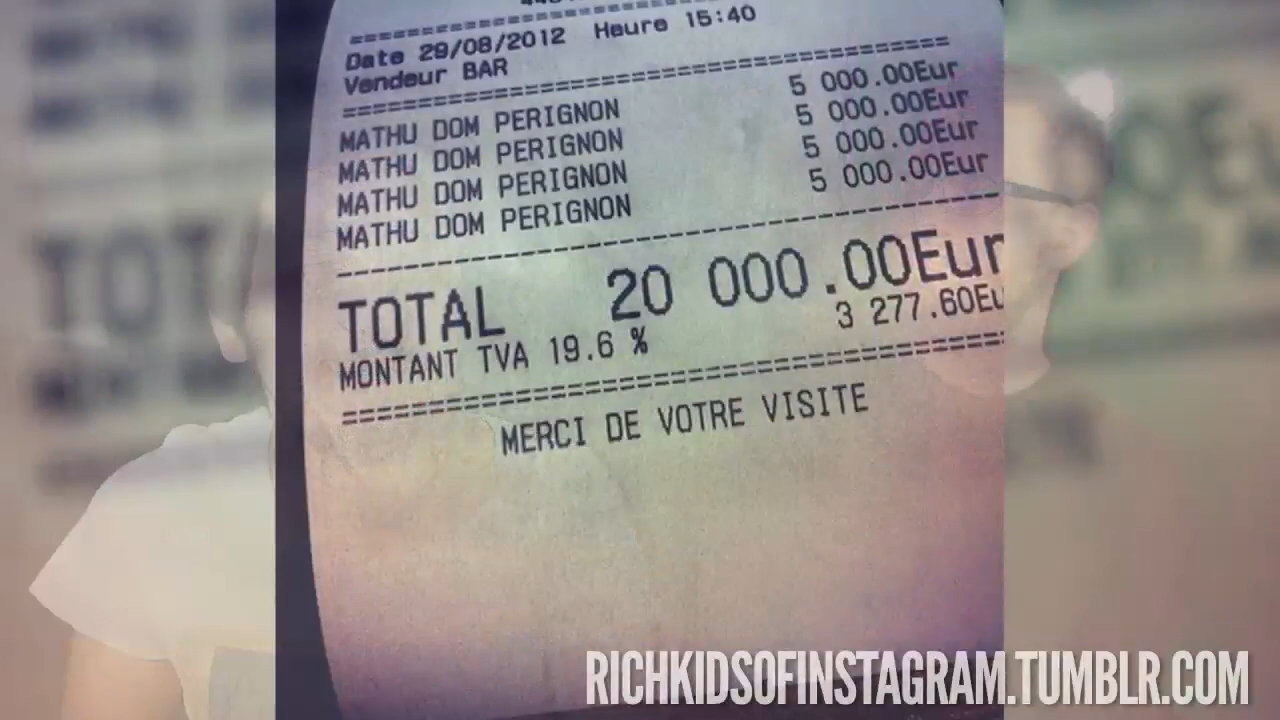 Date 29/08/2012 Heure 15:40
Vendeur BAR
MATHU DOM PERIGNON 5 000.00Eur
MATHU DOM PERIGNON 5 000.00Eur
MATHU DOM PERIGNON 5 000.00Eur
MATHU DOM PERIGNON 5 000.00Eur
TOTAL 20 000.00Eur
MONTANT TVA 19.6 % 3 277.60Eu
MERCI DE VOTRE VISITE
RICHKIDSOFINSTAGRAM.TUMBLR.COM